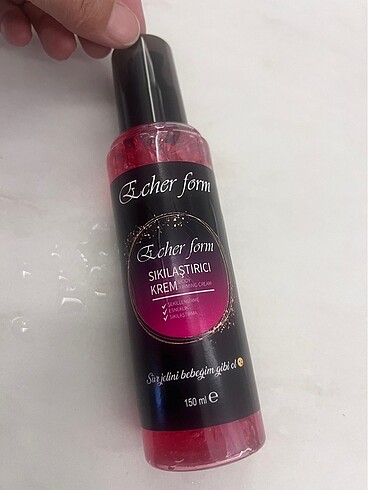 Echer form
Echer form
SIKILAŞTIRICI
KREM BODY FIRMING CREAM
ŞEKİLLENDİRME
ESNEKLİK
SIKILAŞTIRMA
Sür jelini bebeğim gibi ol
150 ml ℮